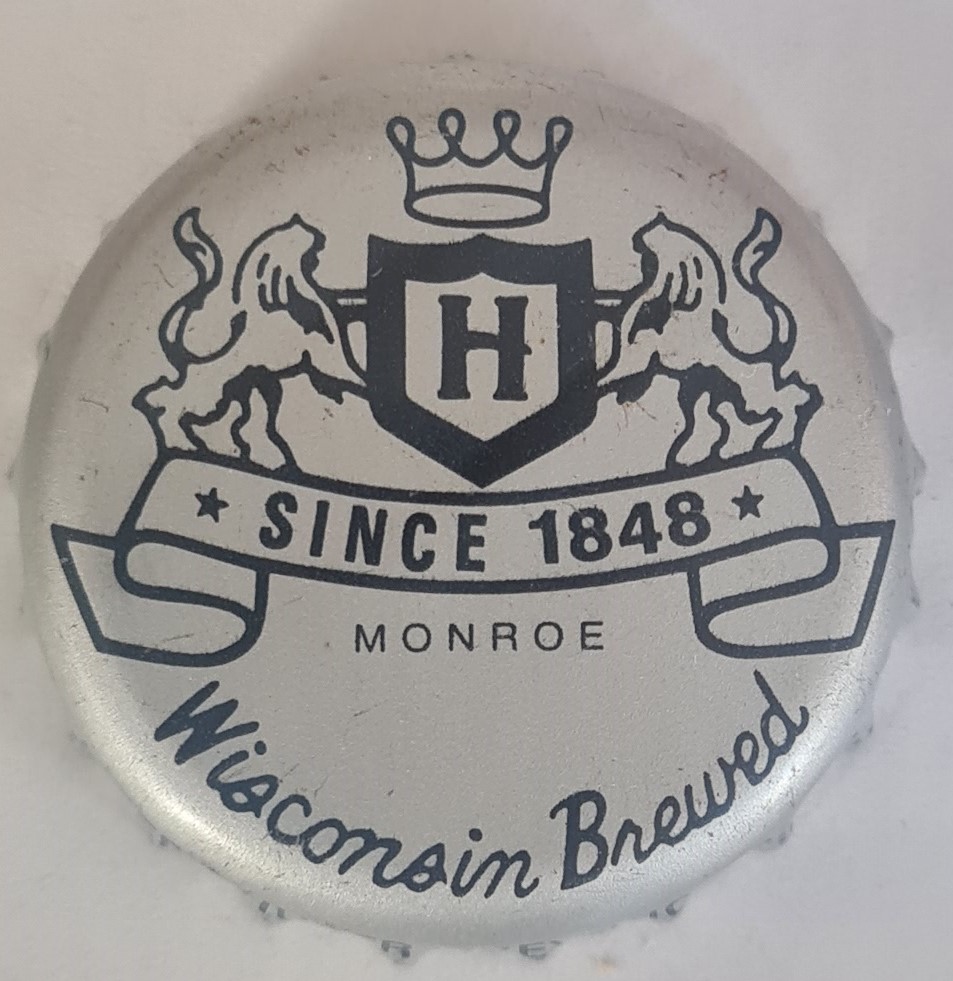 H
★ SINCE 1848 ★
MONROE
Wisconsin Brewed